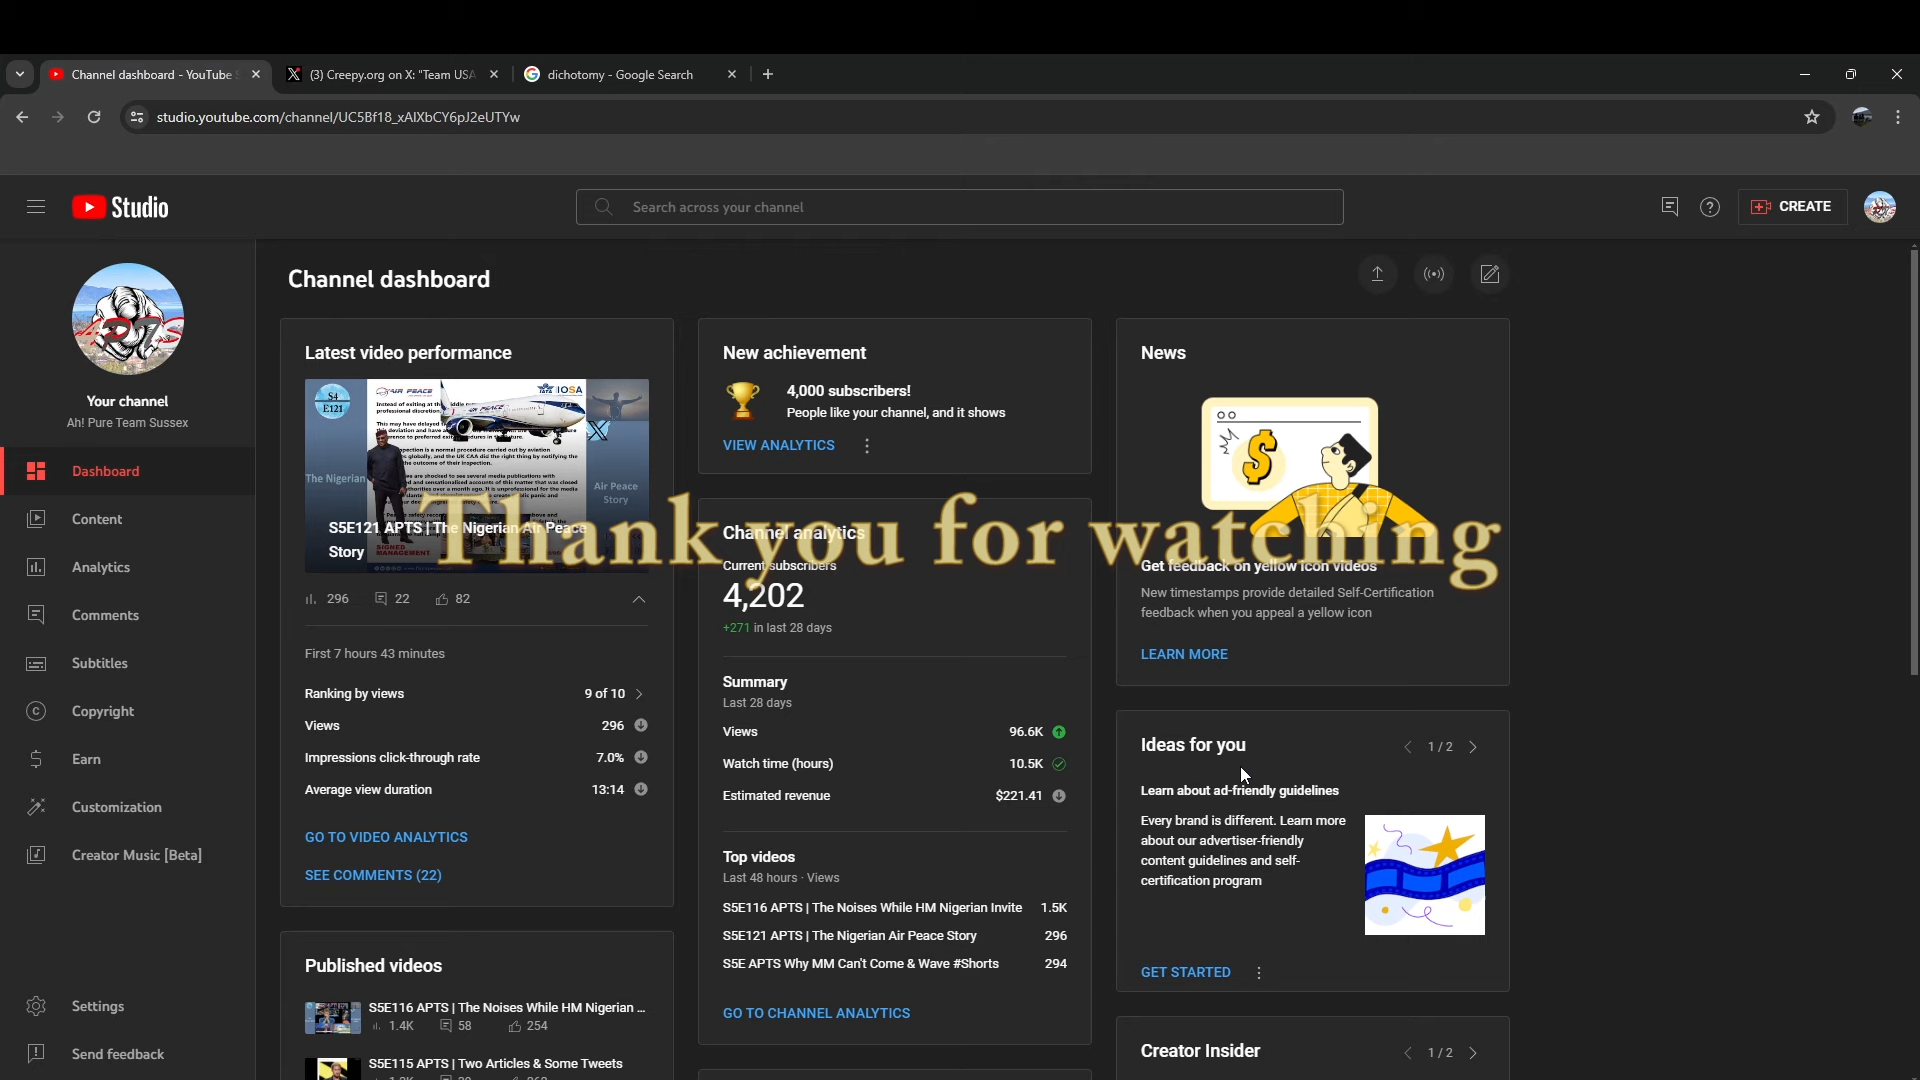 Channel dashboard - YouTube S
(3) Creepy.org on X: "Team USA
dichotomy - Google Search
studio.youtube.com/channel/UC5Bf18_xAIXbCY6pJ2eUTYw
Studio
Search across your channel
CREATE
Your channel
Ah! Pure Team Sussex
Dashboard
Content
Analytics
Comments
Subtitles
Copyright
Earn
Customization
Creator Music [Beta]
Settings
Send feedback
Channel dashboard
Latest video performance
S4
E121
AIR PEACE
IATA IOSA
The Nigerian
Air Peace
Story
S5E121 APTS | The Nigerian Air Peace
Story
296 22 82
First 7 hours 43 minutes
Ranking by views 9 of 10
Views 296
Impressions click-through rate 7.0%
Average view duration 13:14
GO TO VIDEO ANALYTICS
SEE COMMENTS (22)
Published videos
S5E116 APTS | The Noises While HM Nigerian ...
1.4K 58 254
S5E115 APTS | Two Articles & Some Tweets
New achievement
4,000 subscribers!
People like your channel, and it shows
VIEW ANALYTICS
Thank you for watching
Channel analytics
Current subscribers
4,202
+271 in last 28 days
Summary
Last 28 days
Views 96.6K
Watch time (hours) 10.5K
Estimated revenue $221.41
Top videos
Last 48 hours · Views
S5E116 APTS | The Noises While HM Nigerian Invite 1.5K
S5E121 APTS | The Nigerian Air Peace Story 296
S5E APTS Why MM Can't Come & Wave #Shorts 294
GO TO CHANNEL ANALYTICS
News
Get feedback on yellow icon videos
New timestamps provide detailed Self-Certification
feedback when you appeal a yellow icon
LEARN MORE
Ideas for you
1 / 2
Learn about ad-friendly guidelines
Every brand is different. Learn more
about our advertiser-friendly
content guidelines and self-
certification program
GET STARTED
Creator Insider
1 / 2